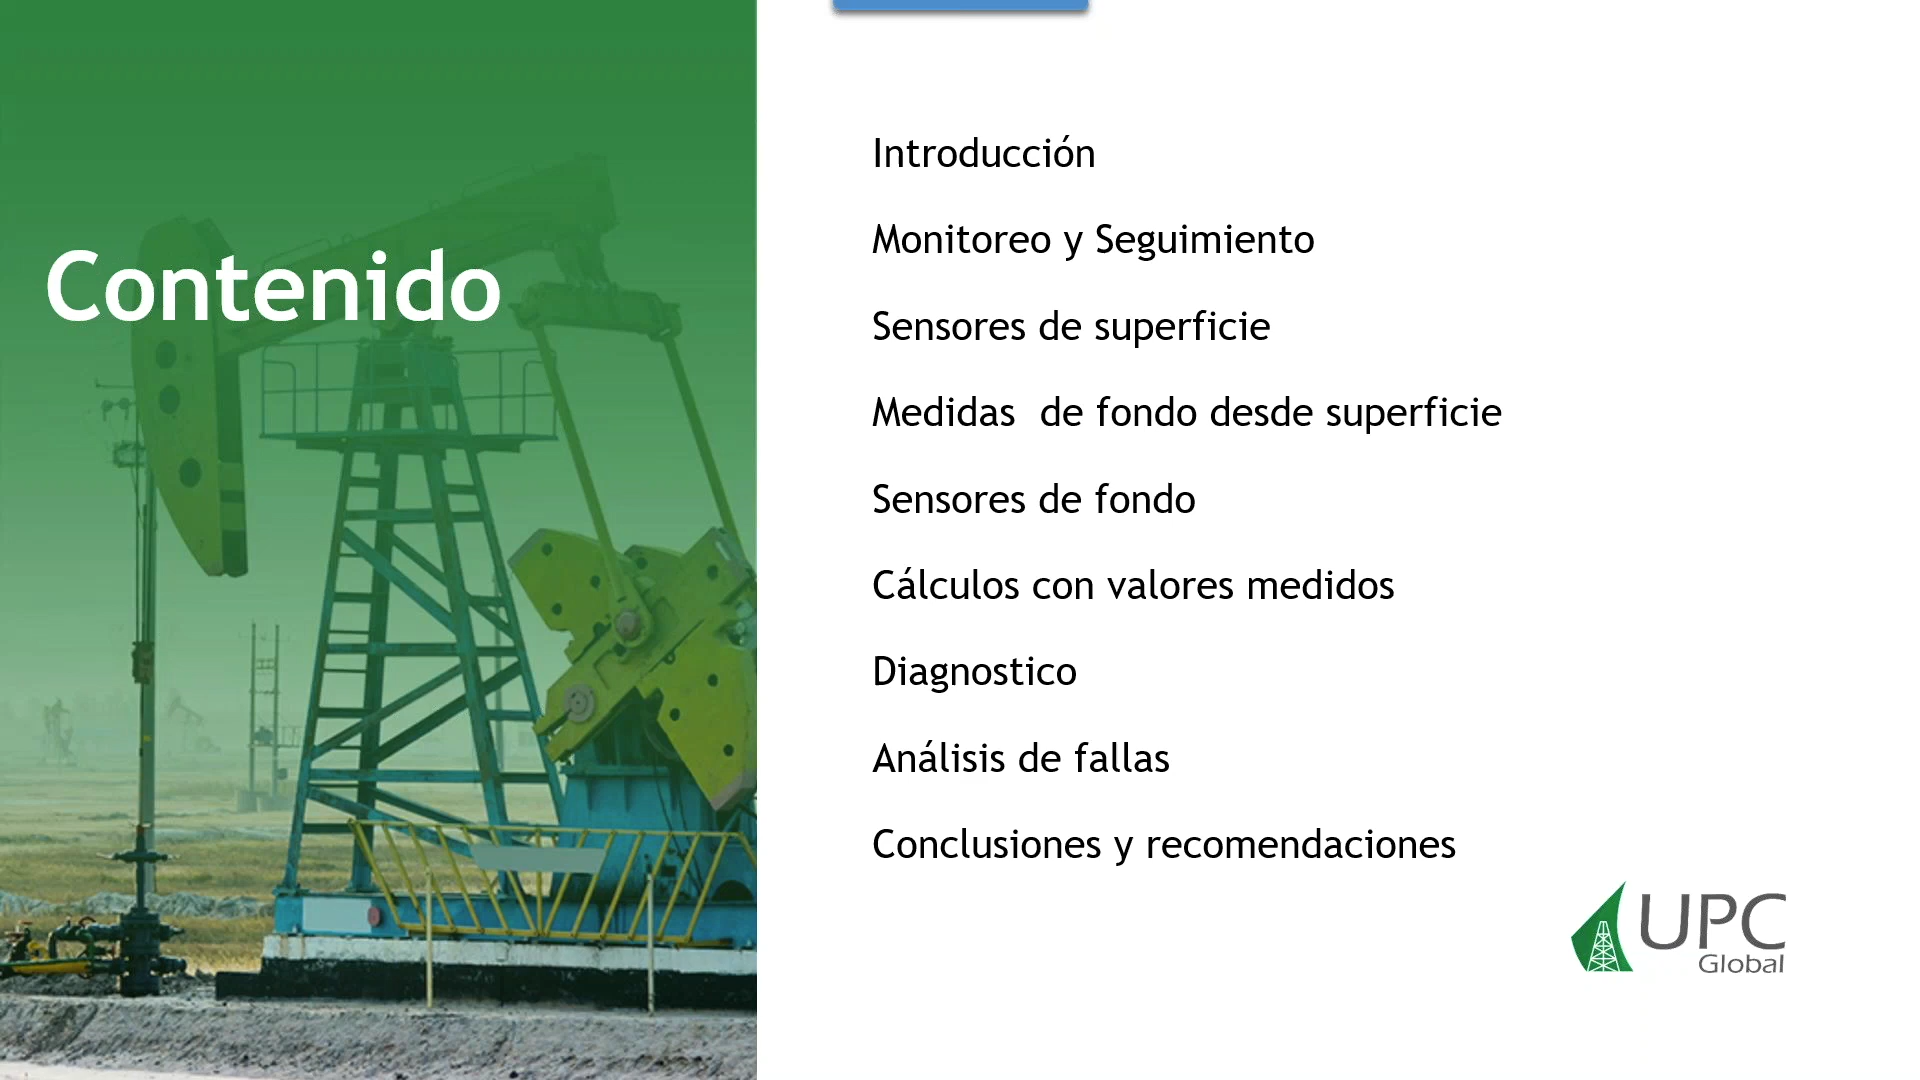 Contenido
Introducción
Monitoreo y Seguimiento
Sensores de superficie
Medidas  de fondo desde superficie
Sensores de fondo
Cálculos con valores medidos
Diagnostico
Análisis de fallas
Conclusiones y recomendaciones
UPC
Global